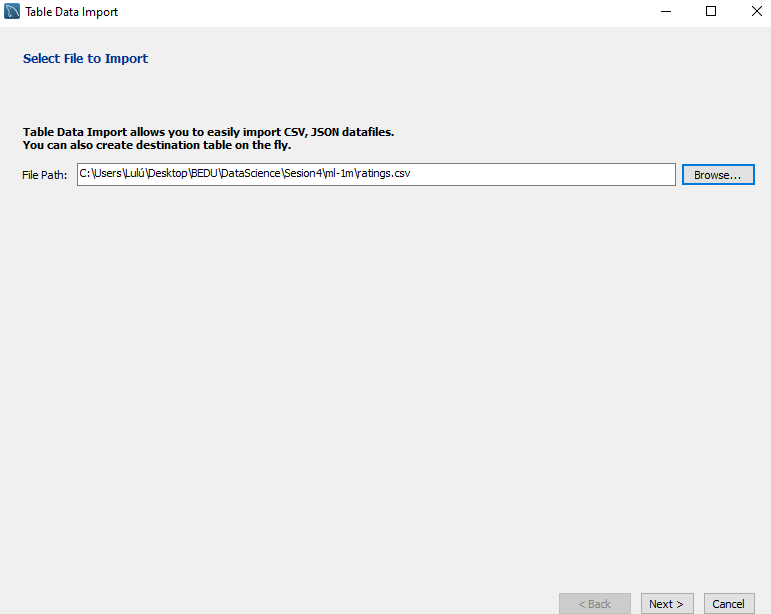 Table Data Import
Select File to Import
Table Data Import allows you to easily import CSV, JSON datafiles.
You can also create destination table on the fly.
File Path: C:\Users\Lulú\Desktop\BEDU\DataScience\Sesion4\ml-1m\ratings.csv Browse...
< Back Next > Cancel